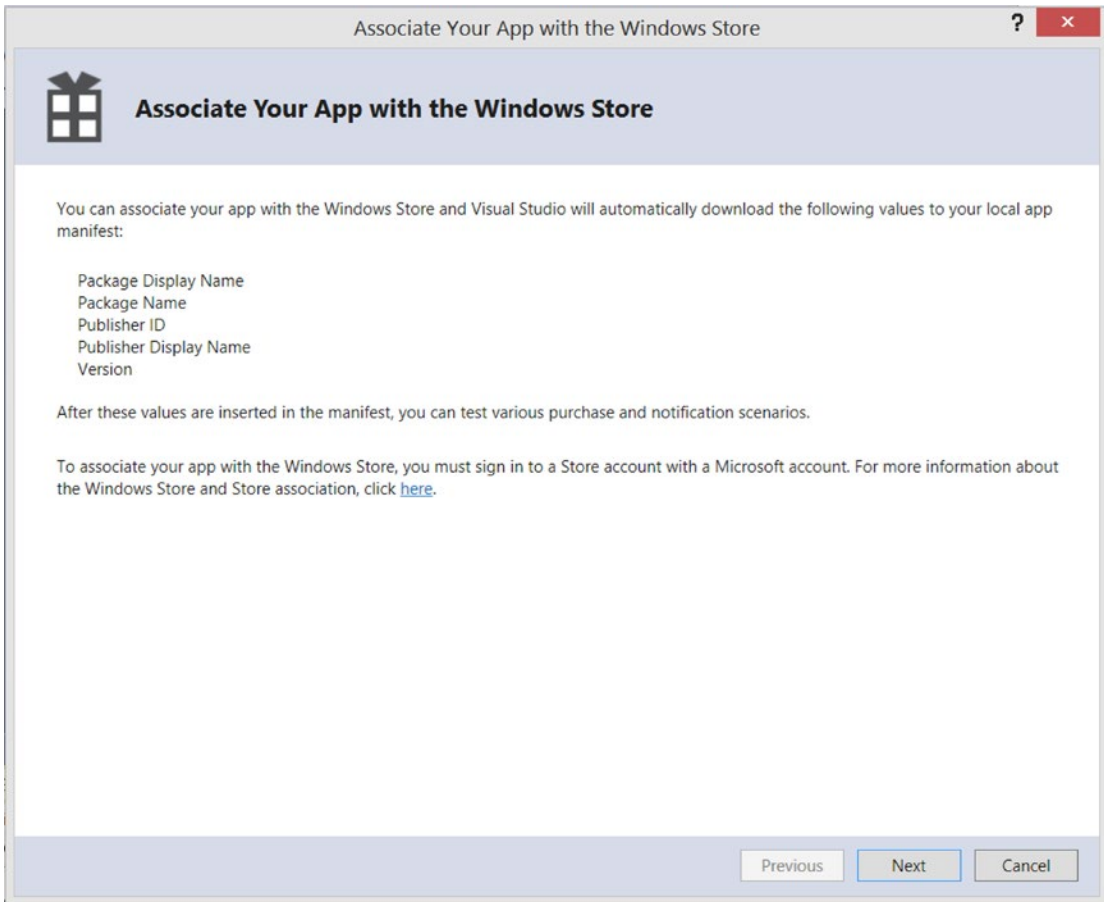 Associate Your App with the Windows Store
?
Associate Your App with the Windows Store
You can associate your app with the Windows Store and Visual Studio will automatically download the following values to your local app
manifest:
Package Display Name
Package Name
Publisher ID
Publisher Display Name
Version
After these values are inserted in the manifest, you can test various purchase and notification scenarios.
To associate your app with the Windows Store, you must sign in to a Store account with a Microsoft account. For more information about
the Windows Store and Store association, click here.
Previous Next Cancel